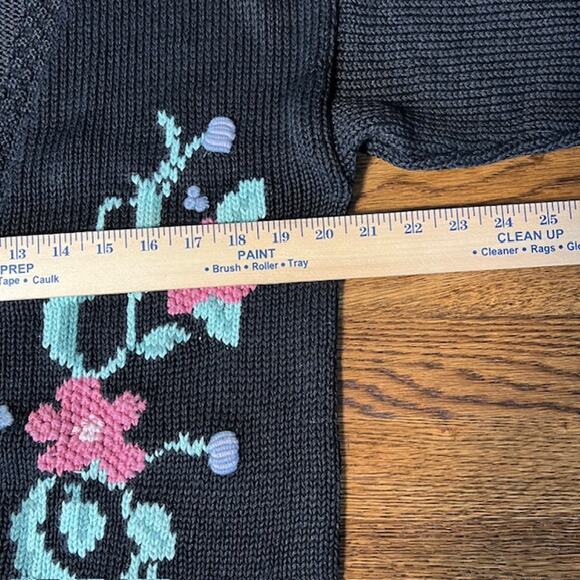 13 14 15 16 17 18 19 20 21 22 23 24 25
PREP PAINT CLEAN UP
Tape • Caulk • Brush • Roller • Tray • Cleaner • Rags •